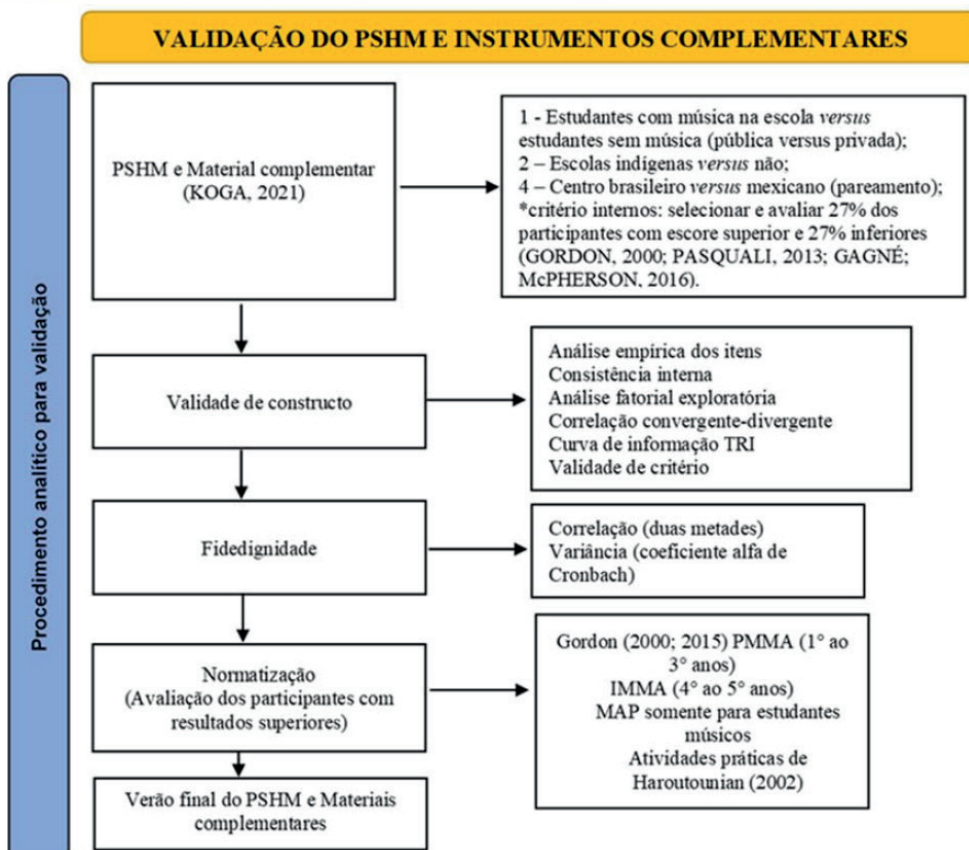 VALIDAÇÃO DO PSHM E INSTRUMENTOS COMPLEMENTARES
Procedimento analítico para validação
PSHM e Material complementar
(KOGA, 2021)
1 - Estudantes com música na escola versus
estudantes sem música (pública versus privada);
2 – Escolas indígenas versus não;
4 – Centro brasileiro versus mexicano (pareamento);
*critério internos: selecionar e avaliar 27% dos
participantes com escore superior e 27% inferiores
(GORDON, 2000; PASQUALI, 2013; GAGNÉ;
McPHERSON, 2016).
Validade de constructo
Análise empírica dos itens
Consistência interna
Análise fatorial exploratória
Correlação convergente-divergente
Curva de informação TRI
Validade de critério
Fidedignidade
Correlação (duas metades)
Variância (coeficiente alfa de
Cronbach)
Normatização
(Avaliação dos participantes com
resultados superiores)
Gordon (2000; 2015) PMMA (1° ao
3° anos)
IMMA (4° ao 5° anos)
MAP somente para estudantes
músicos
Atividades práticas de
Haroutounian (2002)
Verão final do PSHM e Materiais
complementares